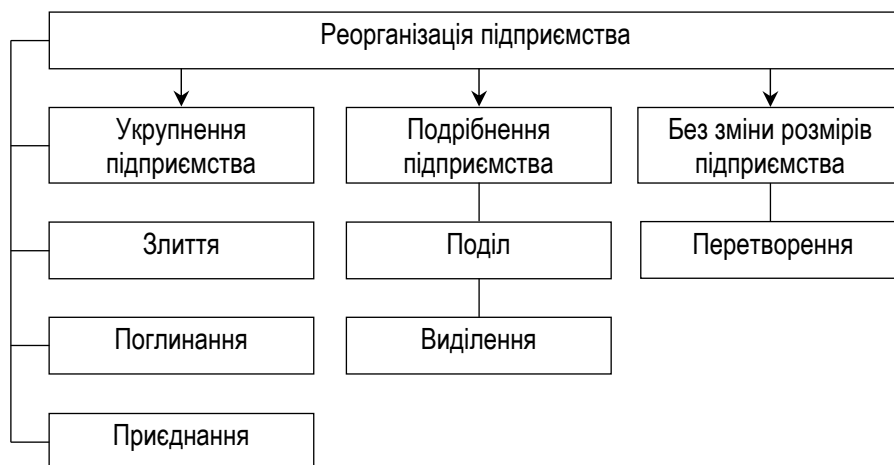 Реорганізація підприємства
Укрупнення
підприємства
Подрібнення
підприємства
Без зміни розмірів
підприємства
Злиття
Поділ
Перетворення
Поглинання
Виділення
Приєднання